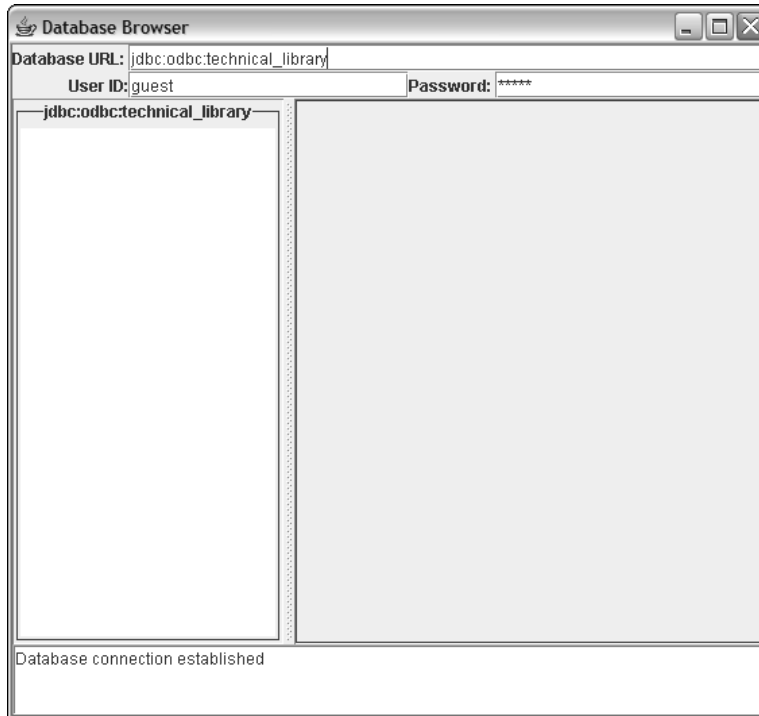 Database Browser
Database URL: jdbc:odbc:technical_library
User ID: guest Password: *****
jdbc:odbc:technical_library
Database connection established